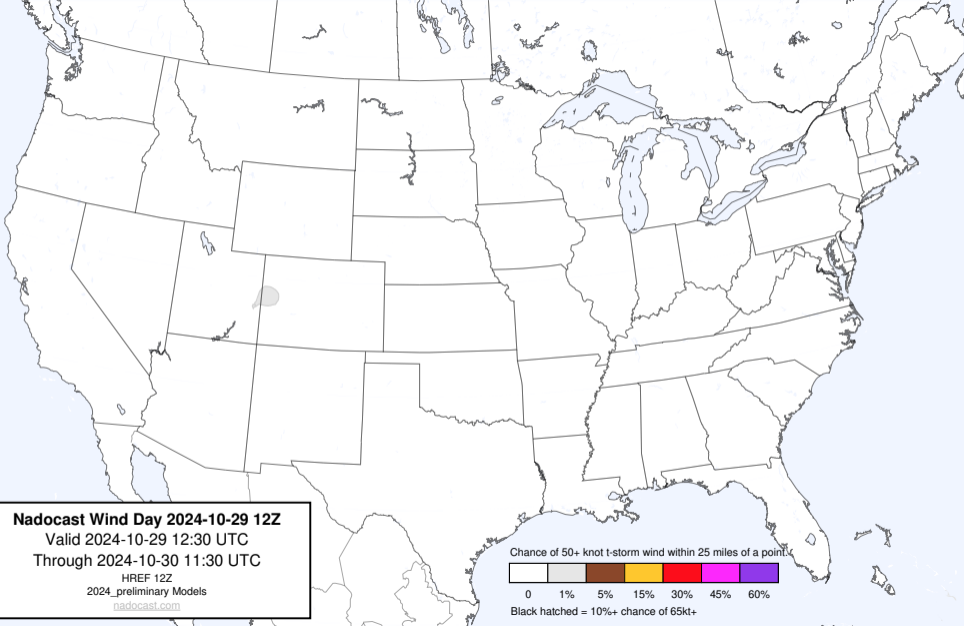 Nadocast Wind Day 2024-10-29 12Z
Valid 2024-10-29 12:30 UTC
Through 2024-10-30 11:30 UTC
HREF 12Z
2024_preliminary Models
nadocast.com
Chance of 50+ knot t-storm wind within 25 miles of a point.
0 1% 5% 15% 30% 45% 60%
Black hatched = 10%+ chance of 65kt+